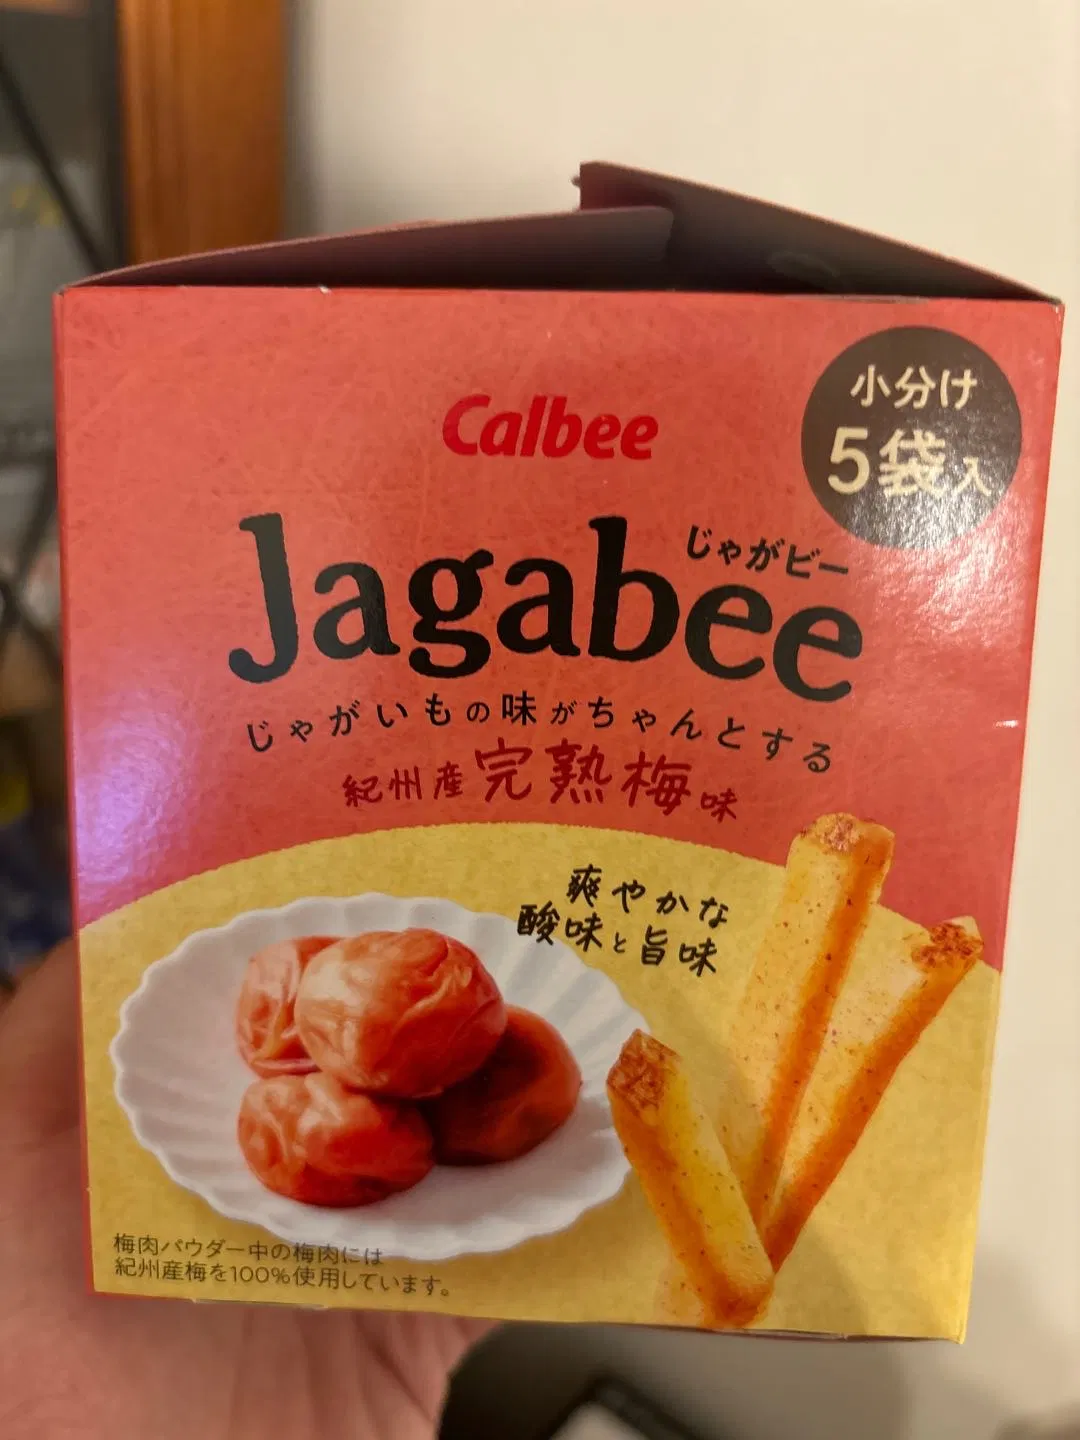 Calbee
小分け
5袋入
じゃがビー
Jagabee
じゃがいもの味がちゃんとする
紀州産完熟梅味
爽やかな
酸味と旨味
梅肉パウダー中の梅肉には
紀州産梅を100%使用しています。